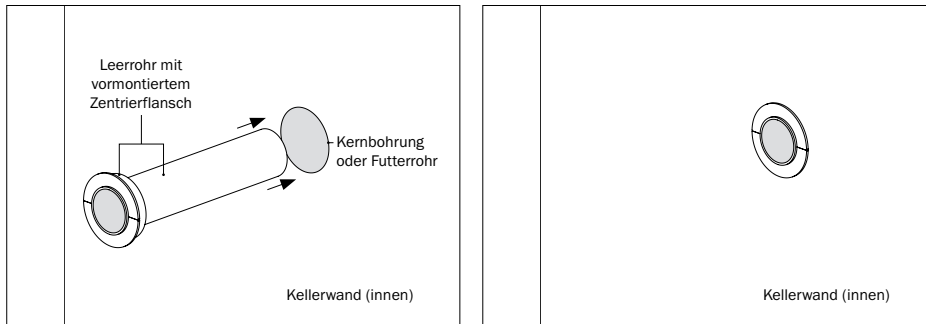 Leerrohr mit
vormontiertem
Zentrierflansch
Kernbohrung
oder Futterrohr
Kellerwand (innen)
Kellerwand (innen)